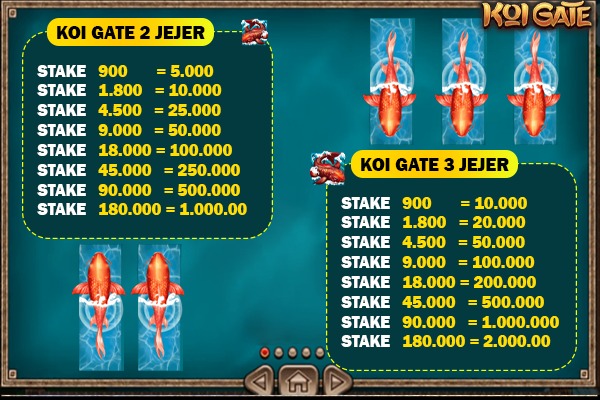 KOI GATE
KOI GATE 2 JEJER
STAKE 900 = 5.000
STAKE 1.800 = 10.000
STAKE 4.500 = 25.000
STAKE 9.000 = 50.000
STAKE 18.000 = 100.000
STAKE 45.000 = 250.000
STAKE 90.000 = 500.000
STAKE 180.000 = 1.000.00
KOI GATE 3 JEJER
STAKE 900 = 10.000
STAKE 1.800 = 20.000
STAKE 4.500 = 50.000
STAKE 9.000 = 100.000
STAKE 18.000 = 200.000
STAKE 45.000 = 500.000
STAKE 90.000 = 1.000.000
STAKE 180.000 = 2.000.00